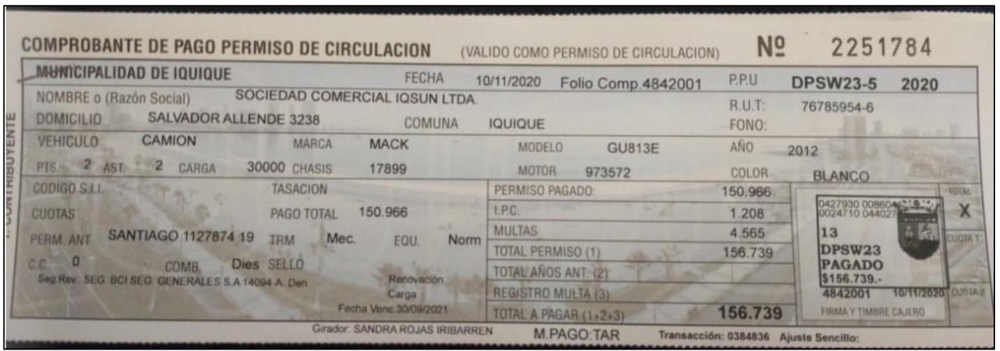 COMPROBANTE DE PAGO PERMISO DE CIRCULACION (VALIDO COMO PERMISO DE CIRCULACION) Nº 2251784
MUNICIPALIDAD DE IQUIQUE FECHA 10/11/2020 Folio Comp.4842001 P.P.U DPSW23-5 2020
NOMBRE o (Razón Social) SOCIEDAD COMERCIAL IQSUN LTDA. R.U.T: 76785954-6
DOMICILIO SALVADOR ALLENDE 3238 COMUNA IQUIQUE FONO:
VEHICULO CAMION MARCA MACK MODELO GU813E AÑO 2012
PTS. 2 AST. 2 CARGA 30000 CHASIS 17899 MOTOR 973572 COLOR BLANCO
CODIGO S.I.I. TASACION PERMISO PAGADO: 150.966 TOTAL X
CUOTAS PAGO TOTAL 150.966 I.P.C. 1.208
PERM. ANT SANTIAGO 1127874 19 TRM Mec. EQU. Norm MULTAS 4.565 CUOTA 1
TOTAL PERMISO (1) 156.739
C.C. 0 COMB. Dies SELLO TOTAL AÑOS ANT. (2)
Seg Rev: SEG. BCI SEG. GENERALES S.A 14094 A. Den Renovación
Carga REGISTRO MULTA (3) CUOTA 2
Fecha Venc 30/09/2021 TOTAL A PAGAR (1+2+3) 156.739
0427930
0024710
13
DPSW23
PAGADO
$156.739.-
4842001 10/11/2020
FIRMA Y TIMBRE CAJERO
Girador: SANDRA ROJAS IRIBARREN M.PAGO:TAR Transacción: 0384836 Ajuste Sencillo:
CONTRIBUYENTE